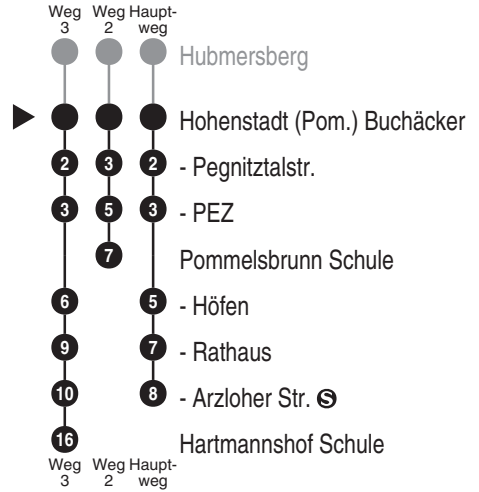 Weg Weg Haupt-
3 2 weg
Hubmersberg
Hohenstadt (Pom.) Buchäcker
2 3 2 - Pegnitztalstr.
3 5 3 - PEZ
7 Pommelsbrunn Schule
6 5 - Höfen
9 7 - Rathaus
10 8 - Arzloher Str. S
16 Hartmannshof Schule
Weg Weg Haupt-
3 2 weg